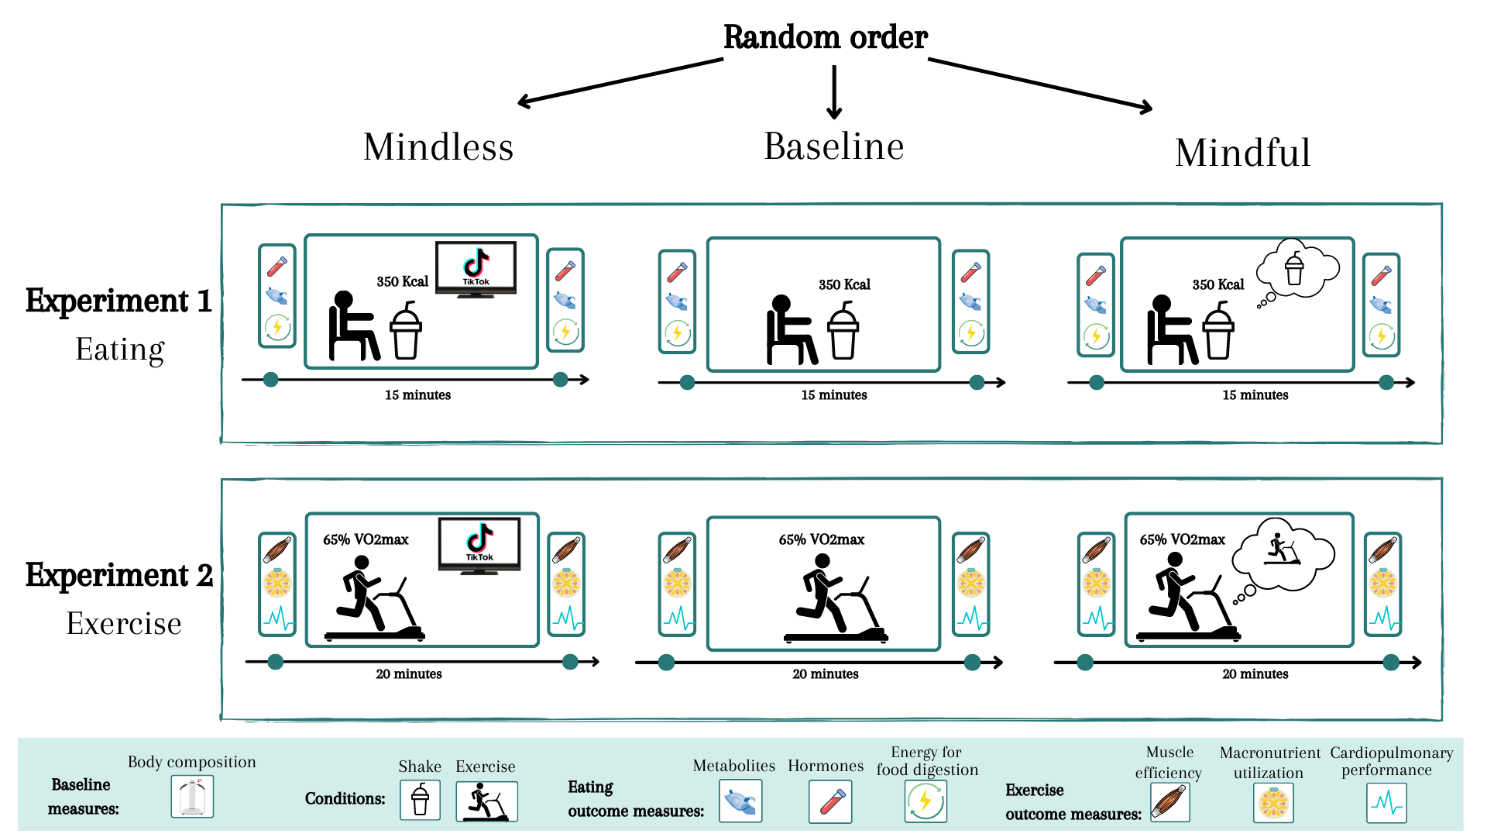 Random order
Mindless
Baseline
Mindful
Experiment 1
Eating
350 Kcal
TikTok
15 minutes
350 Kcal
15 minutes
350 Kcal
15 minutes
Experiment 2
Exercise
65% VO2max
TikTok
20 minutes
65% VO2max
20 minutes
65% VO2max
20 minutes
Baseline
measures:
Body composition
Conditions:
Shake
Exercise
Eating
outcome measures:
Metabolites
Hormones
Energy for
food digestion
Exercise
outcome measures:
Muscle
efficiency
Macronutrient
utilization
Cardiopulmonary
performance